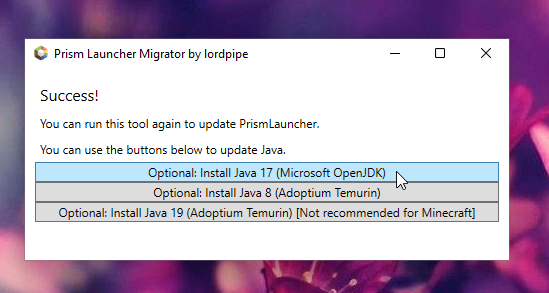 Prism Launcher Migrator by lordpipe
Success!
You can run this tool again to update PrismLauncher.
You can use the buttons below to update Java.
Optional: Install Java 17 (Microsoft OpenJDK)
Optional: Install Java 8 (Adoptium Temurin)
Optional: Install Java 19 (Adoptium Temurin) [Not recommended for Minecraft]